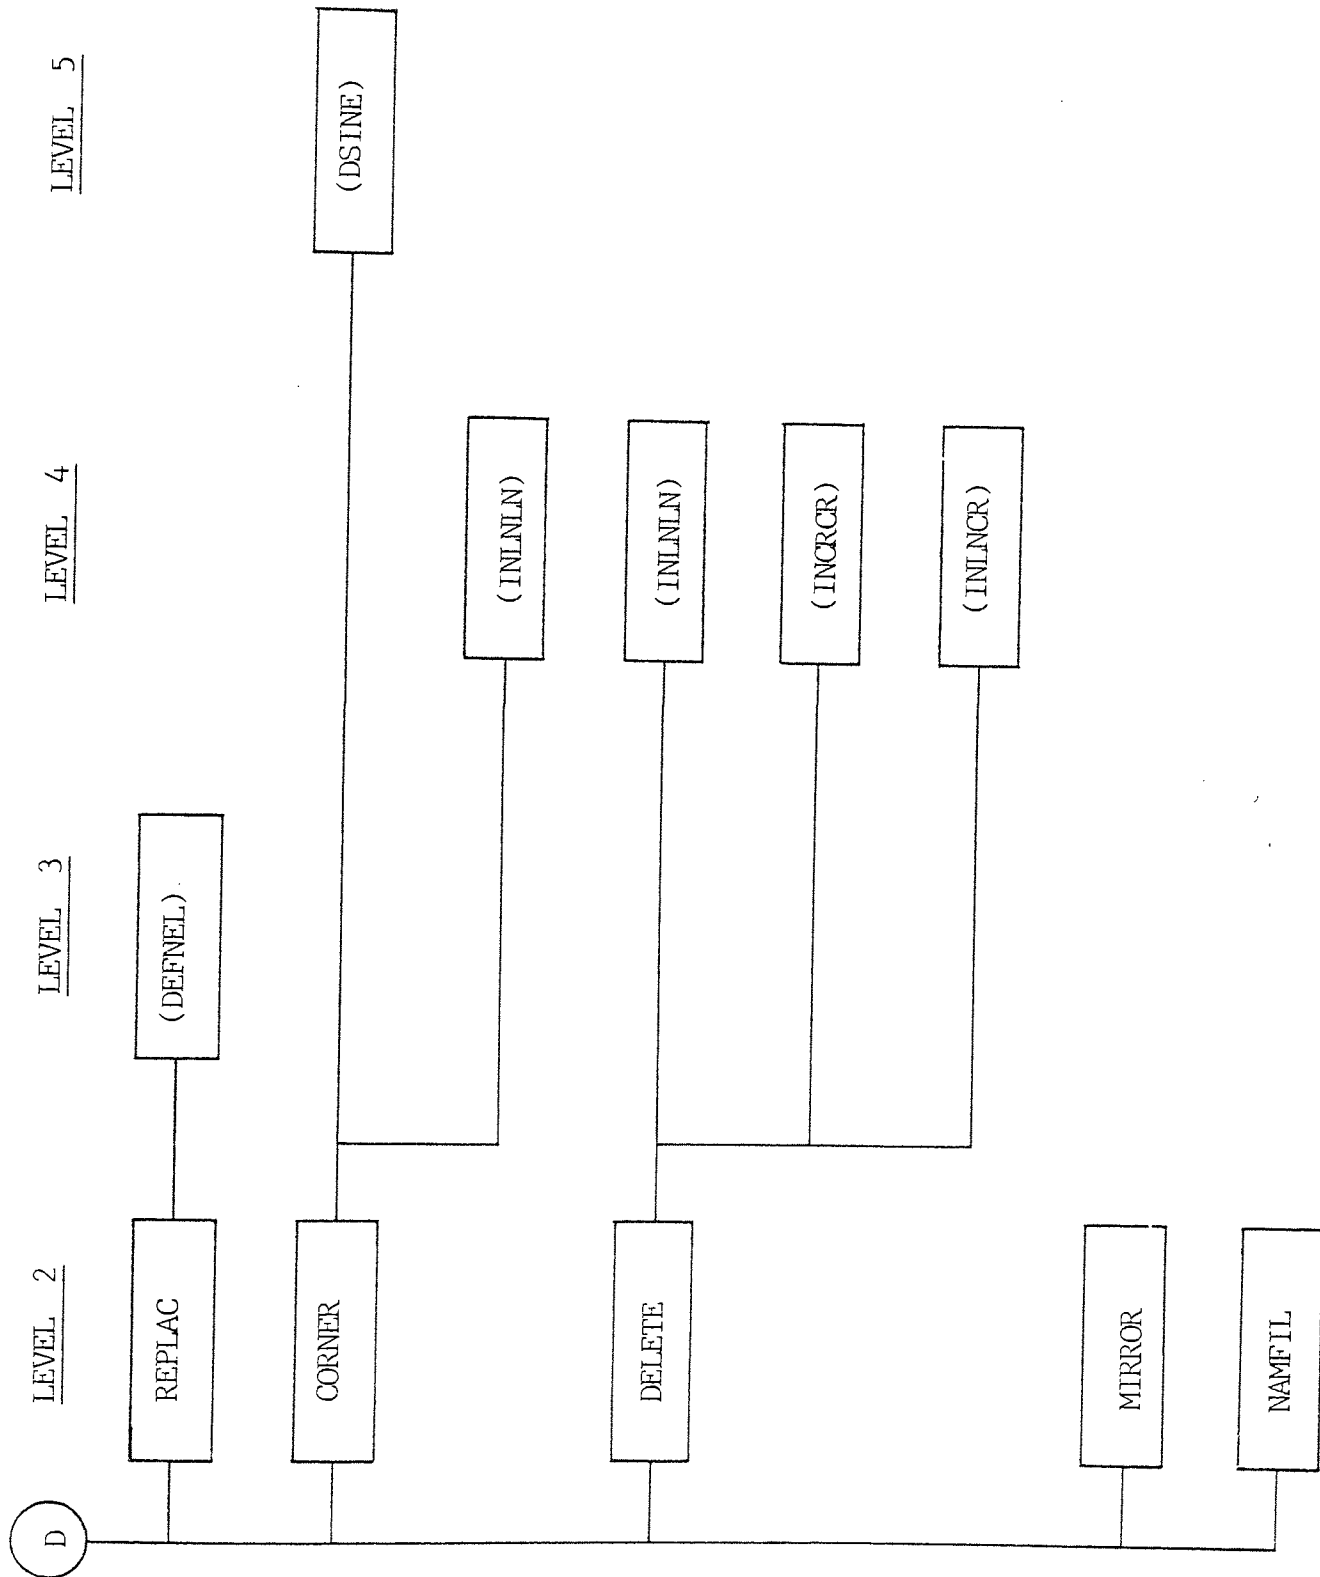 LEVEL 2
LEVEL 3
LEVEL 4
LEVEL 5
D
REPLAC
(DEFNEL)
CORNER
(DSINE)
(INLNLN)
DELETE
(INLNLN)
(INCRCR)
(INLNCR)
MIRROR
NAMFIL